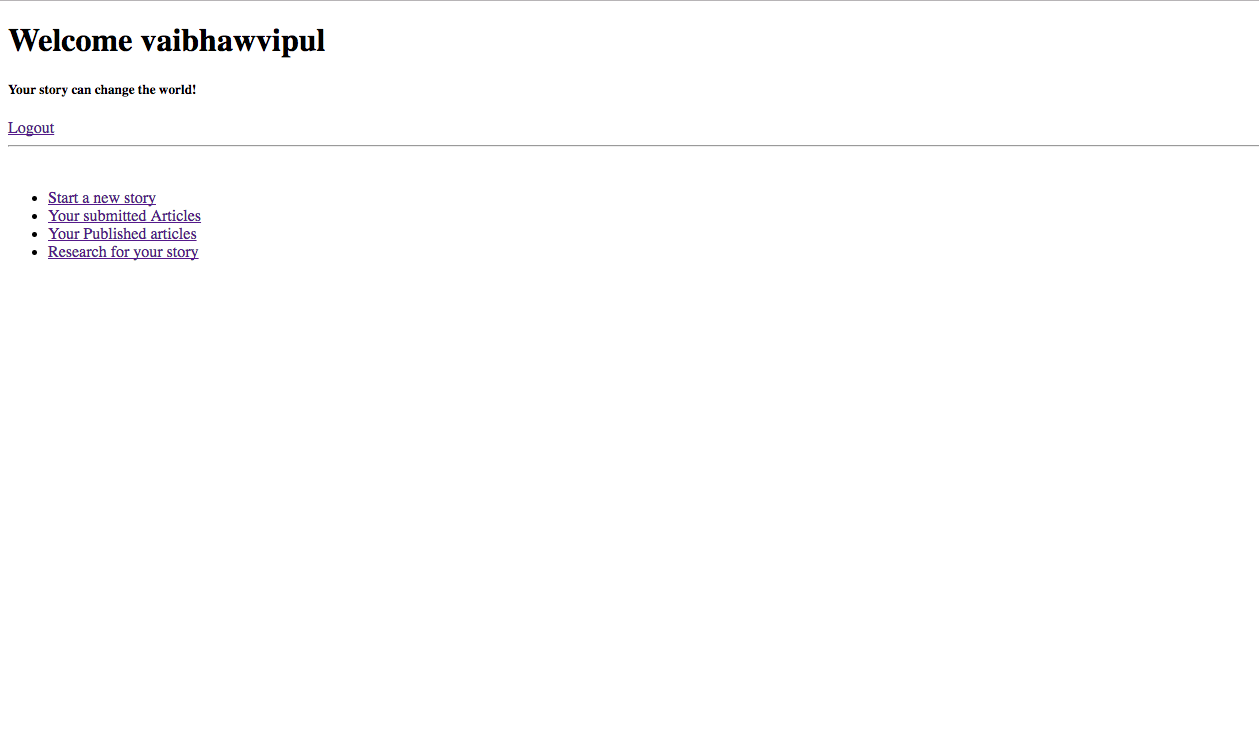 Welcome vaibhawvipul
Your story can change the world!
Logout
Start a new story
Your submitted Articles
Your Published articles
Research for your story